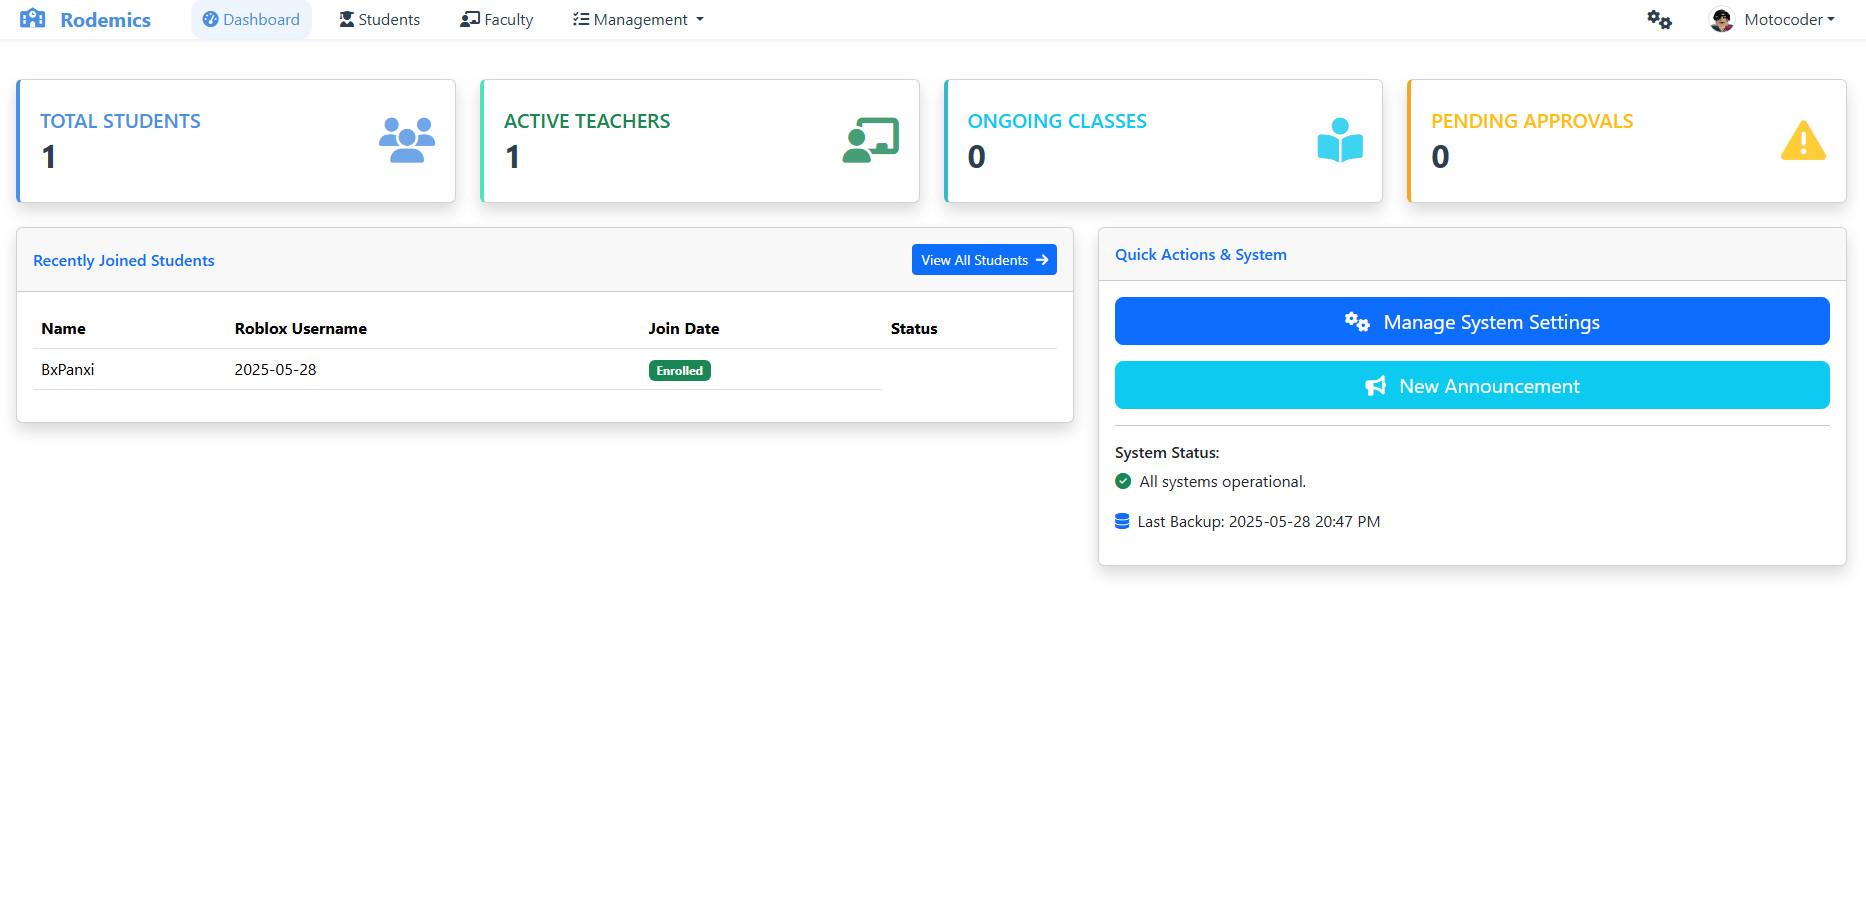 Rodemics Dashboard Students Faculty Management Motocoder
TOTAL STUDENTS
1
ACTIVE TEACHERS
1
ONGOING CLASSES
0
PENDING APPROVALS
0
Recently Joined Students
View All Students
Name Roblox Username Join Date Status
BxPanxi 2025-05-28 Enrolled
Quick Actions & System
Manage System Settings
New Announcement
System Status:
All systems operational.
Last Backup: 2025-05-28 20:47 PM